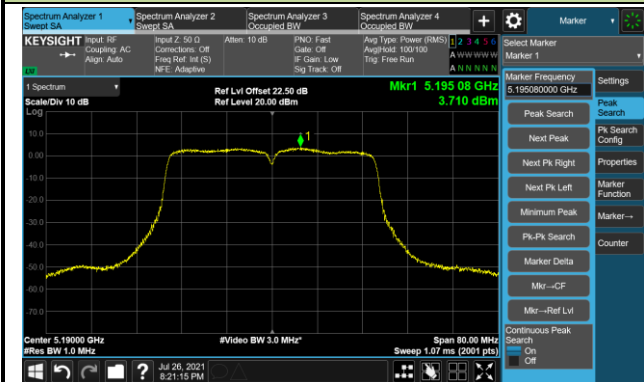 Spectrum Analyzer 1
Swept SA
Spectrum Analyzer 2
Swept SA
Spectrum Analyzer 3
Occupied BW
Spectrum Analyzer 4
Occupied BW
+
Marker
KEYSIGHT
Input: RF
Coupling: AC
Align: Auto
Input Z: 50 Ω
Corrections: Off
Freq Ref: Int (S)
NFE: Adaptive
Atten: 10 dB
PNO: Fast
Gate: Off
IF Gain: Low
Sig Track: Off
Avg Type: Power (RMS)
Avg|Hold: 100/100
Trig: Free Run
1 2 3 4 5 6
A W W W W W
A N N N N N
LXI
Select Marker
Marker 1
1 Spectrum
Scale/Div 10 dB
Log
Ref Lvl Offset 22.50 dB
Ref Level 20.00 dBm
Mkr1 5.195 08 GHz
3.710 dBm
10.0
0.00
-10.0
-20.0
-30.0
-40.0
-50.0
-60.0
-70.0
1
Center 5.19000 GHz
#Res BW 1.0 MHz
#Video BW 3.0 MHz*
Span 80.00 MHz
Sweep 1.07 ms (2001 pts)
Marker Frequency
5.195080000 GHz
Peak Search
Next Peak
Next Pk Right
Next Pk Left
Minimum Peak
Pk-Pk Search
Marker Delta
Mkr→CF
Mkr→Ref Lvl
Continuous Peak
Search
On
Off
Settings
Peak
Search
Pk Search
Config
Properties
Marker
Function
Marker→
Counter
?
Jul 26, 2021
8:21:15 PM